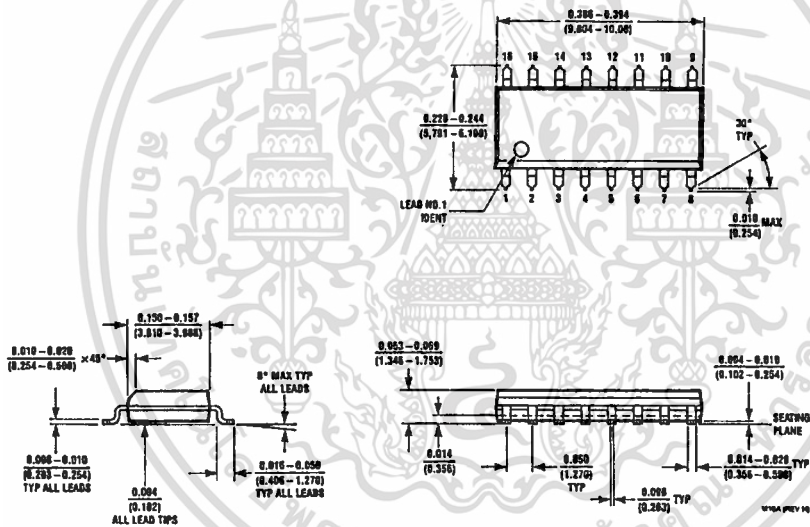 0.386 – 0.394
(9.804 – 10.00)
16 15 14 13 12 11 10 9
0.228 – 0.244
(5.791 – 6.198)
30°
TYP
LEAD NO.1
IDENT
1 2 3 4 5 6 7 8
0.010 MAX
(0.254)
0.150 – 0.157
(3.810 – 3.988)
0.010 – 0.020 × 45°
(0.254 – 0.508)
8° MAX TYP
ALL LEADS
0.053 – 0.069
(1.346 – 1.753)
0.004 – 0.010
(0.102 – 0.254)
SEATING
PLANE
0.008 – 0.010
(0.203 – 0.254)
TYP ALL LEADS
0.004
(0.102)
ALL LEAD TIPS
0.016 – 0.050
(0.406 – 1.270)
TYP ALL LEADS
0.014
(0.356)
0.050
(1.270)
TYP
0.014 – 0.020 TYP
(0.356 – 0.508)
0.008 TYP
(0.203)